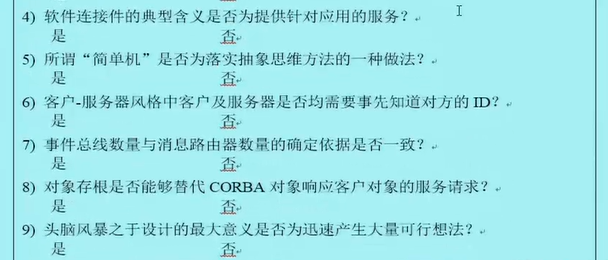 4) 软件连接件的典型含义是否为提供针对应用的服务？
是 否
5) 所谓“简单机”是否为落实抽象思维方法的一种做法？
是 否
6) 客户-服务器风格中客户及服务器是否均需要事先知道对方的 ID？
是 否
7) 事件总线数量与消息路由器数量的确定依据是否一致？
是 否
8) 对象存根是否能够替代 CORBA 对象响应客户对象的服务请求？
是 否
9) 头脑风暴之于设计的最大意义是否为迅速产生大量可行想法？
是 否